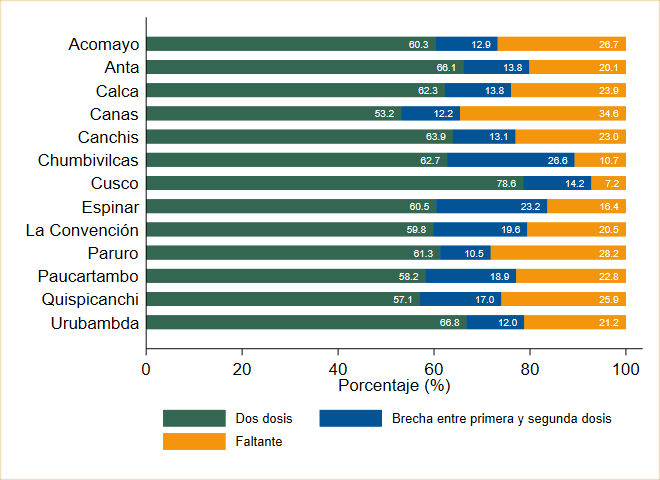 Acomayo 60.3 12.9 26.7
Anta 66.1 13.8 20.1
Calca 62.3 13.8 23.9
Canas 53.2 12.2 34.6
Canchis 63.9 13.1 23.0
Chumbivilcas 62.7 26.6 10.7
Cusco 78.6 14.2 7.2
Espinar 60.5 23.2 16.4
La Convención 59.8 19.6 20.5
Paruro 61.3 10.5 28.2
Paucartambo 58.2 18.9 22.8
Quispicanchi 57.1 17.0 25.9
Urubambda 66.8 12.0 21.2
0 20 40 60 80 100
Porcentaje (%)
Dos dosis Brecha entre primera y segunda dosis
Faltante